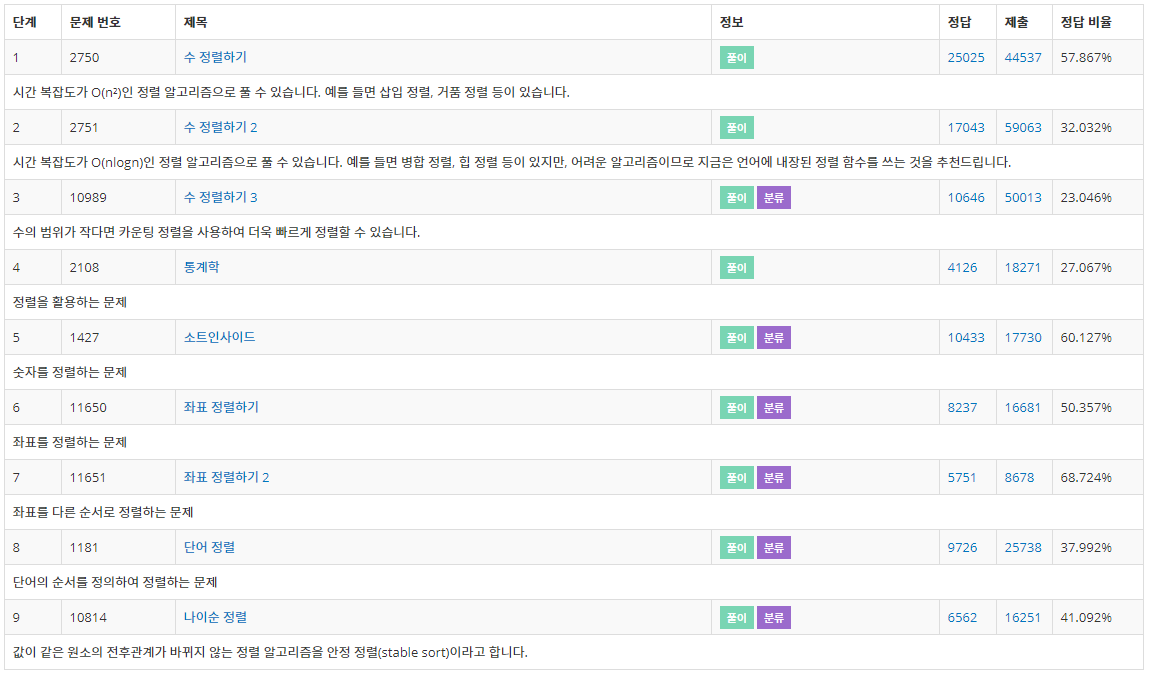 단계 문제 번호 제목 정보 정답 제출 정답 비율
1 2750 수 정렬하기 풀이 25025 44537 57.867%
시간 복잡도가 O(n²)인 정렬 알고리즘으로 풀 수 있습니다. 예를 들면 삽입 정렬, 거품 정렬 등이 있습니다.
2 2751 수 정렬하기 2 풀이 17043 59063 32.032%
시간 복잡도가 O(nlogn)인 정렬 알고리즘으로 풀 수 있습니다. 예를 들면 병합 정렬, 힙 정렬 등이 있지만, 어려운 알고리즘이므로 지금은 언어에 내장된 정렬 함수를 쓰는 것을 추천드립니다.
3 10989 수 정렬하기 3 풀이 분류 10646 50013 23.046%
수의 범위가 작다면 카운팅 정렬을 사용하여 더욱 빠르게 정렬할 수 있습니다.
4 2108 통계학 풀이 4126 18271 27.067%
정렬을 활용하는 문제
5 1427 소트인사이드 풀이 분류 10433 17730 60.127%
숫자를 정렬하는 문제
6 11650 좌표 정렬하기 풀이 분류 8237 16681 50.357%
좌표를 정렬하는 문제
7 11651 좌표 정렬하기 2 풀이 분류 5751 8678 68.724%
좌표를 다른 순서로 정렬하는 문제
8 1181 단어 정렬 풀이 분류 9726 25738 37.992%
단어의 순서를 정의하여 정렬하는 문제
9 10814 나이순 정렬 풀이 분류 6562 16251 41.092%
값이 같은 원소의 전후관계가 바뀌지 않는 정렬 알고리즘을 안정 정렬(stable sort)이라고 합니다.